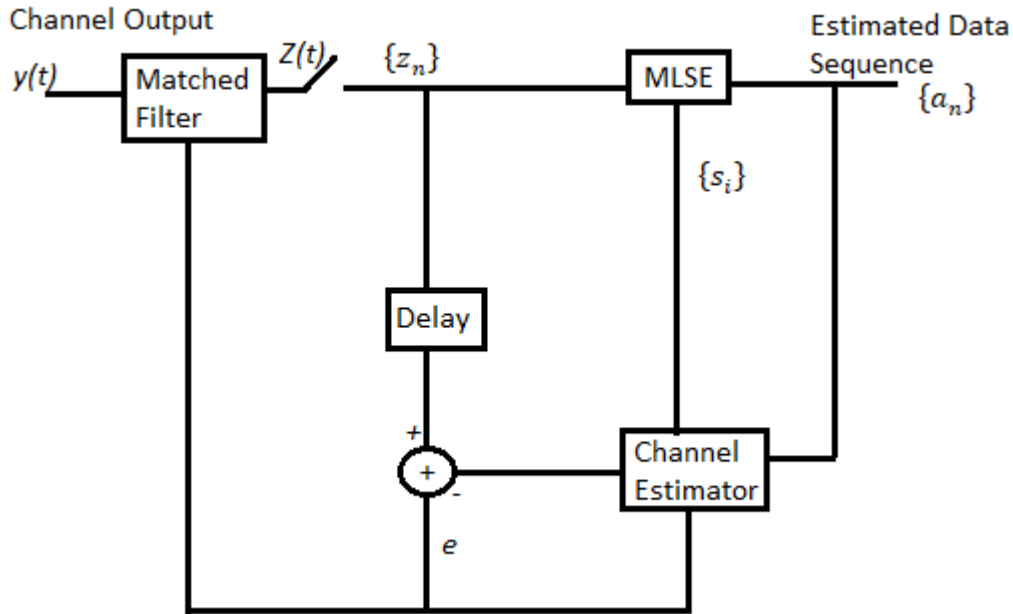 Channel Output
Estimated Data
Sequence
y(t)
Matched
Filter
Z(t)
{z_n}
MLSE
{a_n}
{s_i}
Delay
+
+
-
Channel
Estimator
e